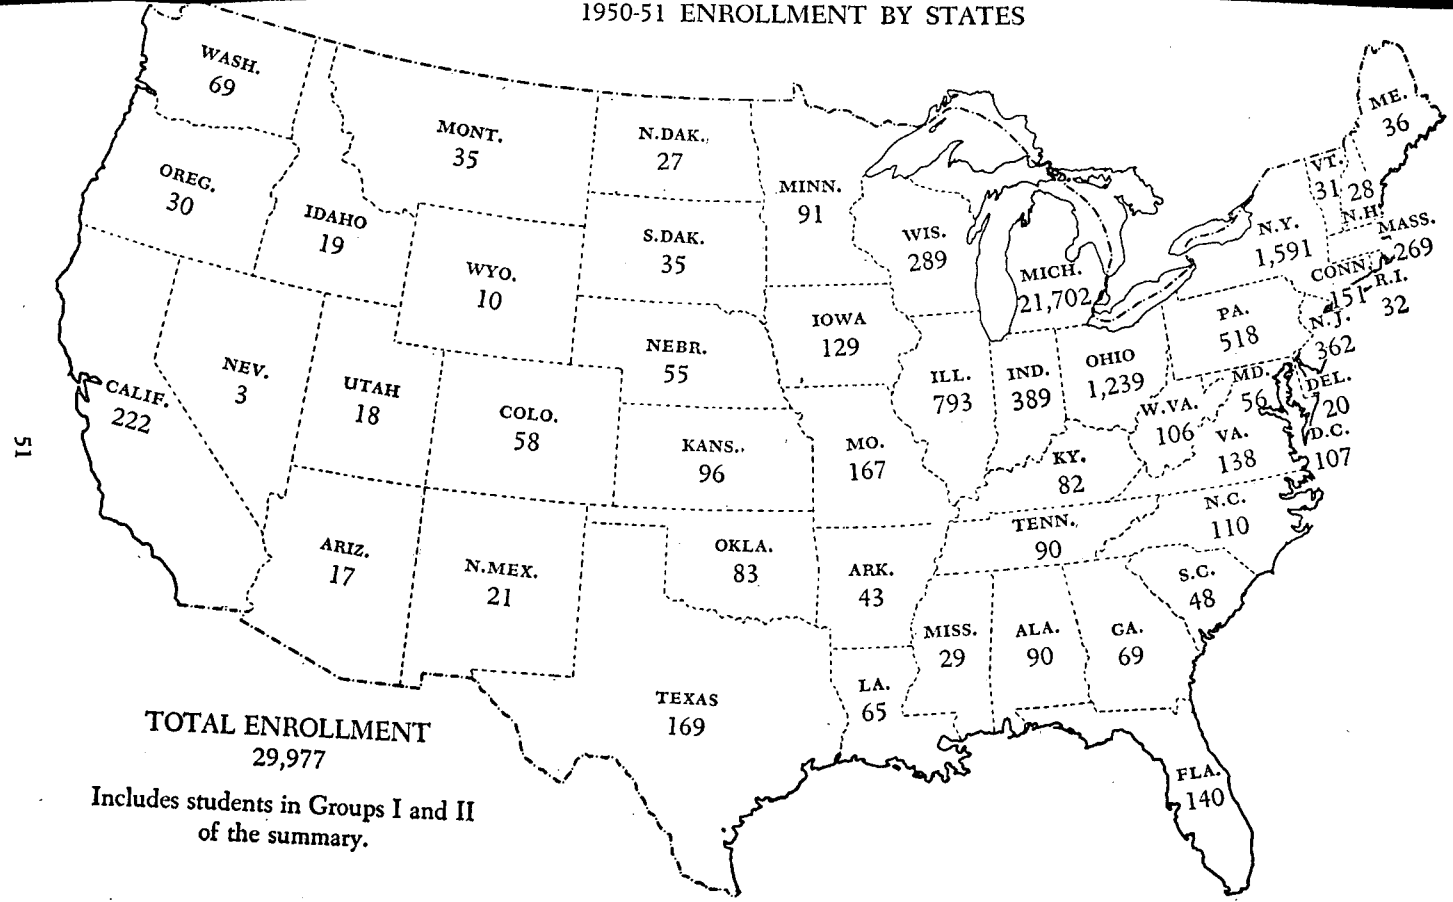 1950-51 ENROLLMENT BY STATES
WASH.
69
OREG.
30
CALIF.
222
IDAHO
19
NEV.
3
MONT.
35
WYO.
10
UTAH
18
COLO.
58
ARIZ.
17
N.MEX.
21
N.DAK.
27
S.DAK.
35
NEBR.
55
KANS.
96
OKLA.
83
TEXAS
169
MINN.
91
IOWA
129
MO.
167
ARK.
43
LA.
65
WIS.
289
ILL.
793
MICH.
21,702
IND.
389
OHIO
1,239
KY.
82
TENN.
90
MISS.
29
ALA.
90
GA.
69
FLA.
140
S.C.
48
N.C.
110
VA.
138
W.VA.
106
MD.
56
DEL.
20
D.C.
107
PA.
518
N.J.
362
N.Y.
1,591
CONN.
151
R.I.
32
MASS.
1,269
VT.
31
28
N.H.
ME.
36
51
TOTAL ENROLLMENT
29,977
Includes students in Groups I and II
of the summary.